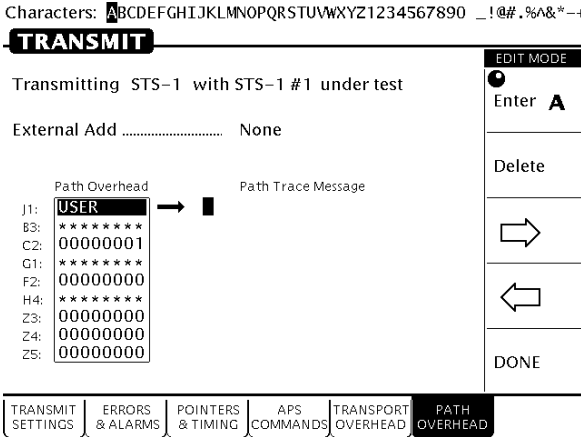 Characters: ABCDEFGHIJKLMNOPQRSTUVWXYZ1234567890 _!@#.%^&*-+
TRANSMIT
EDIT MODE
Transmitting STS-1 with STS-1 #1 under test
Enter A
External Add .............................. None
Delete
Path Overhead Path Trace Message
J1: USER
B3: ********
C2: 00000001
G1: ********
F2: 00000000
H4: ********
Z3: 00000000
Z4: 00000000
Z5: 00000000
DONE
TRANSMIT SETTINGS
ERRORS & ALARMS
POINTERS & TIMING
APS COMMANDS
TRANSPORT OVERHEAD
PATH OVERHEAD